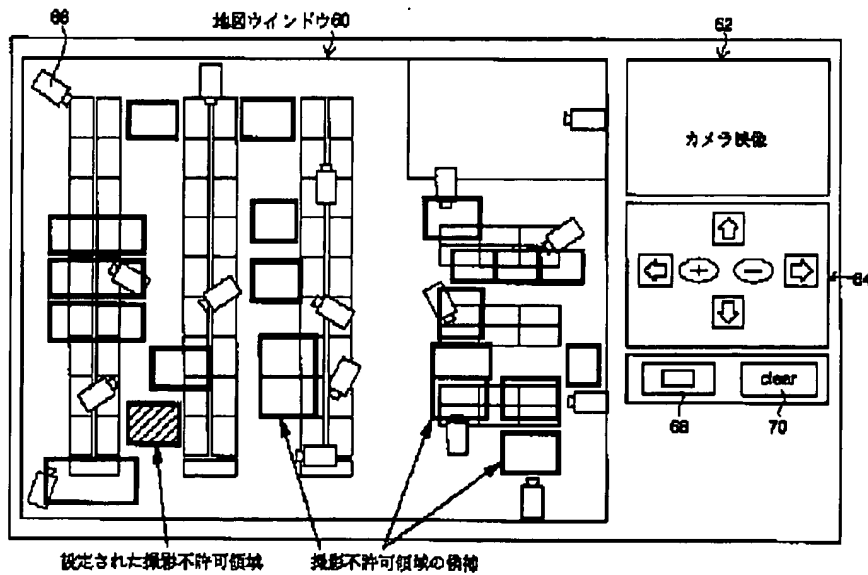 66
地図ウインドウ60
62
カメラ映像
+
−
64
68
clear
70
設定された撮影不許可領域
撮影不許可領域の候補